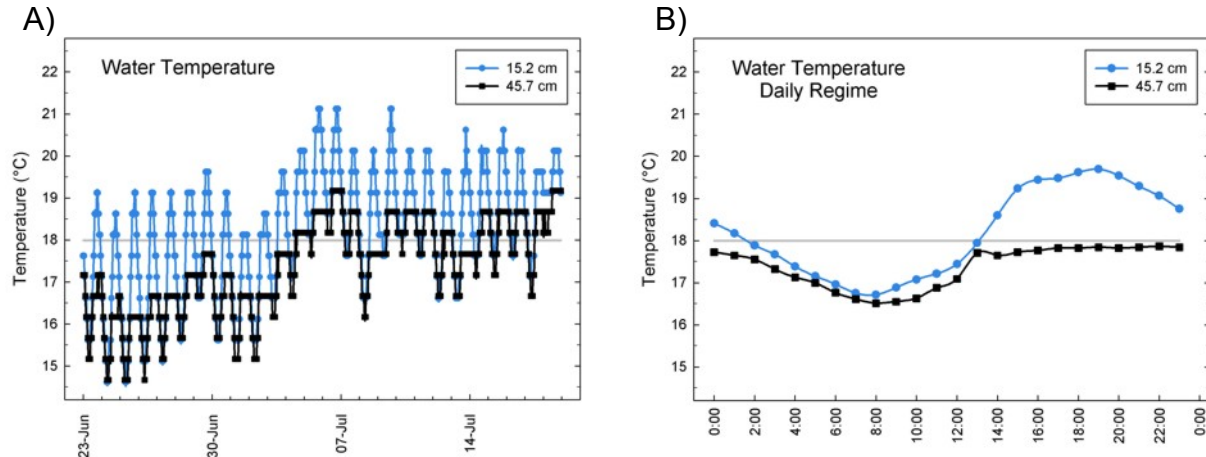 A)
Water Temperature
15.2 cm
45.7 cm
Temperature (°C)
22
21
20
19
18
17
16
15
23-Jun
30-Jun
07-Jul
14-Jul
B)
Water Temperature
Daily Regime
15.2 cm
45.7 cm
Temperature (°C)
22
21
20
19
18
17
16
15
0:00
2:00
4:00
6:00
8:00
10:00
12:00
14:00
16:00
18:00
20:00
22:00
0:00